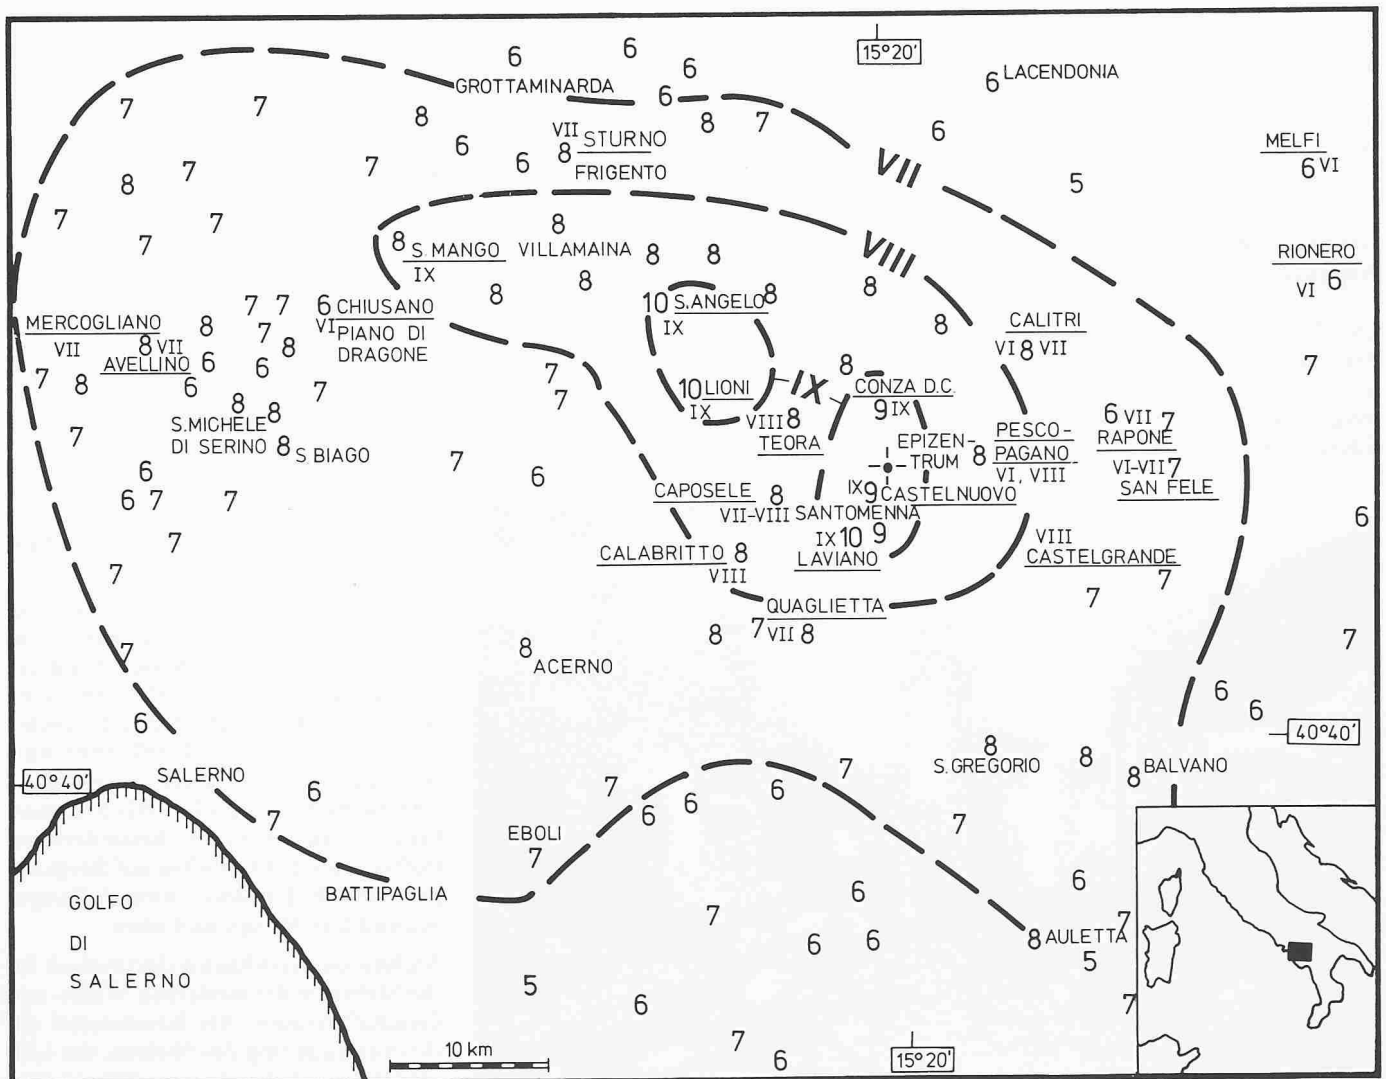 6 6 6 15°20'
GROTTAMINARDA 6 LACENDONIA
7 7 8 6 8 7 6
VII STURNO MELFI
6 6 8 VII 6 VI
7 7 8 FRIGENTO 5
7 7 7
8 S. MANGO VILLAMAINA 8 8 8 VIII RIONERO
IX 8 8 VI 6
7 7 6 CHIUSANO 10 S. ANGELO 8 8
VI IX
MERCOGLIANO 8 7 PIANO DI 8 CALITRI
VII 8 VII 8 DRAGONE VI 8 VII
AVELLINO 6 6 7 8 7
7 8 6 7 7 10 LIONI IX CONZA D.C.
IX 9 IX
8 8 VIII 8 6 VII 7
S. MICHELE TEORA EPIZEN-
TRUM 8 PESCO-
PAGANO RAPONE
DI SERINO 8 S. BIAGO VI, VIII VI-VII 7
7 7 SAN FELE
6 6 CAPOSELE 8 IX 9 CASTELNUOVO
6 7 7 VII-VIII SANTOMENNA 6
7 IX 10 9 VIII
CALABRITTO 8 LAVIANO CASTELGRANDE
VIII
7 7 7
QUAGLIETTA
8 7 VII 8 7
7 8 ACERNO
6 6 6
40°40'
8 8
S. GREGORIO 8 BALVANO
40°40' SALERNO
6 7 7 6 7
7 6 6 7
EBOLI
7
BATTIPAGLIA 6 6
GOLFO 7 7
DI 6 6 8 AULETTA
SALERNO 5 5
6 7
7 6
10 km 15°20'